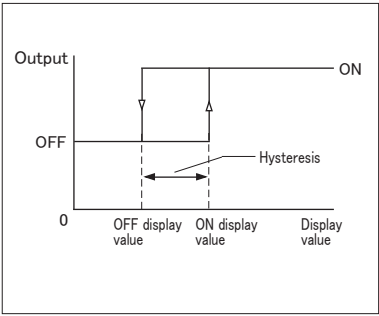 Output
ON
OFF
Hysteresis
0
OFF display value
ON display value
Display value